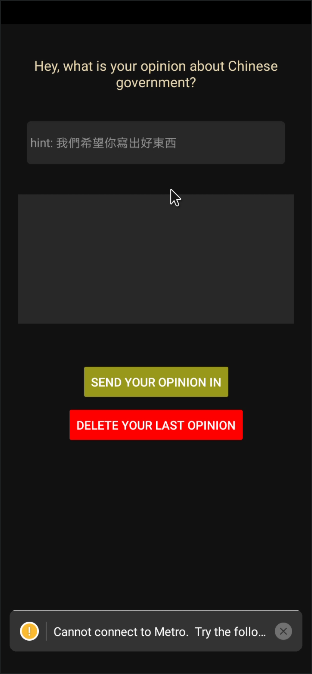 Hey, what is your opinion about Chinese
government?
hint: 我們希望你寫出好東西
SEND YOUR OPINION IN
DELETE YOUR LAST OPINION
! Cannot connect to Metro. Try the follo...